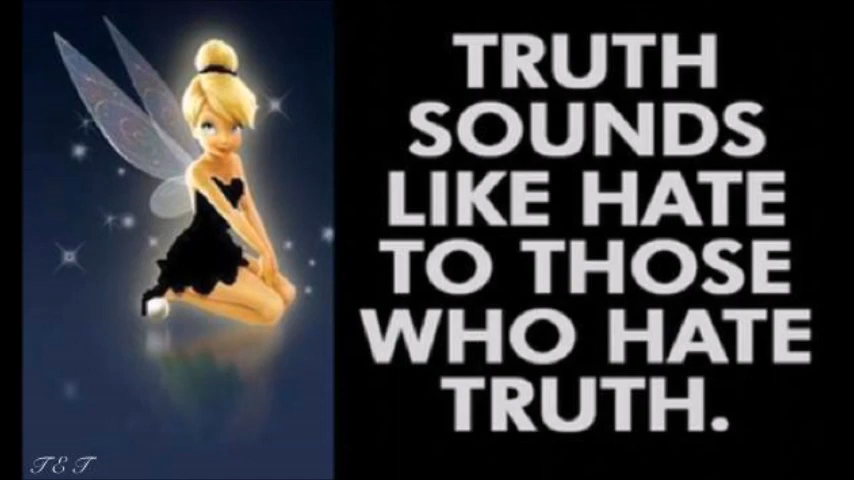 TRUTH
SOUNDS
LIKE HATE
TO THOSE
WHO HATE
TRUTH.
T&T